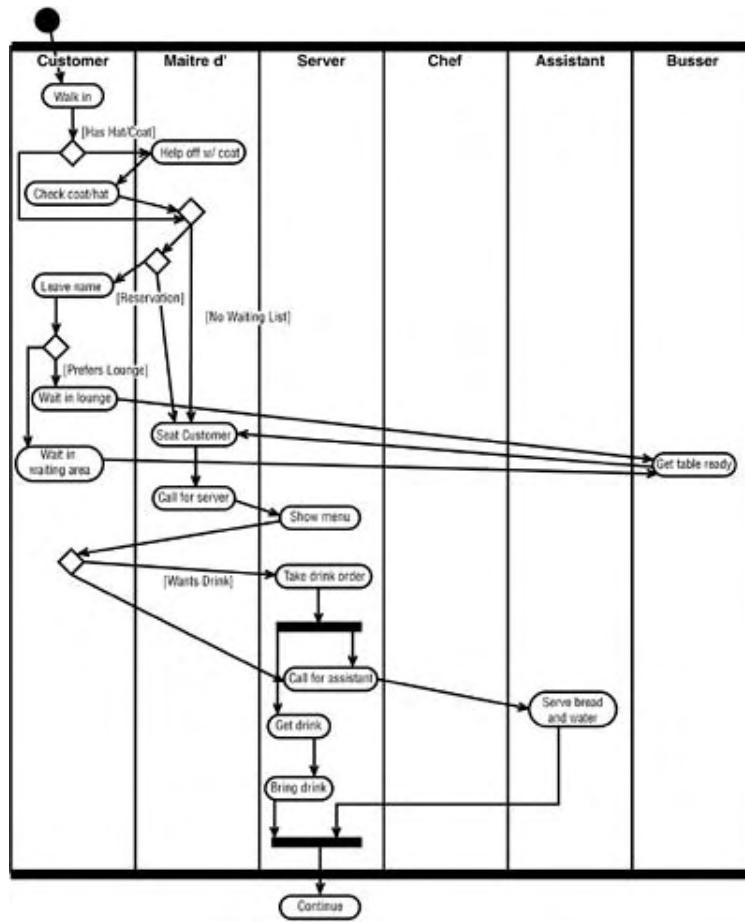 Customer
Maitre d'
Server
Chef
Assistant
Busser
Walk in
[Has Hat/Coat]
Help off w/ coat
Check coat/hat
Leave name
[Reservation]
[No Waiting List]
[Prefers Lounge]
Wait in lounge
Seat Customer
Wait in
waiting area
Get table ready
Call for server
Show menu
[Wants Drink]
Take drink order
Call for assistant
Serve bread
and water
Get drink
Bring drink
Continue